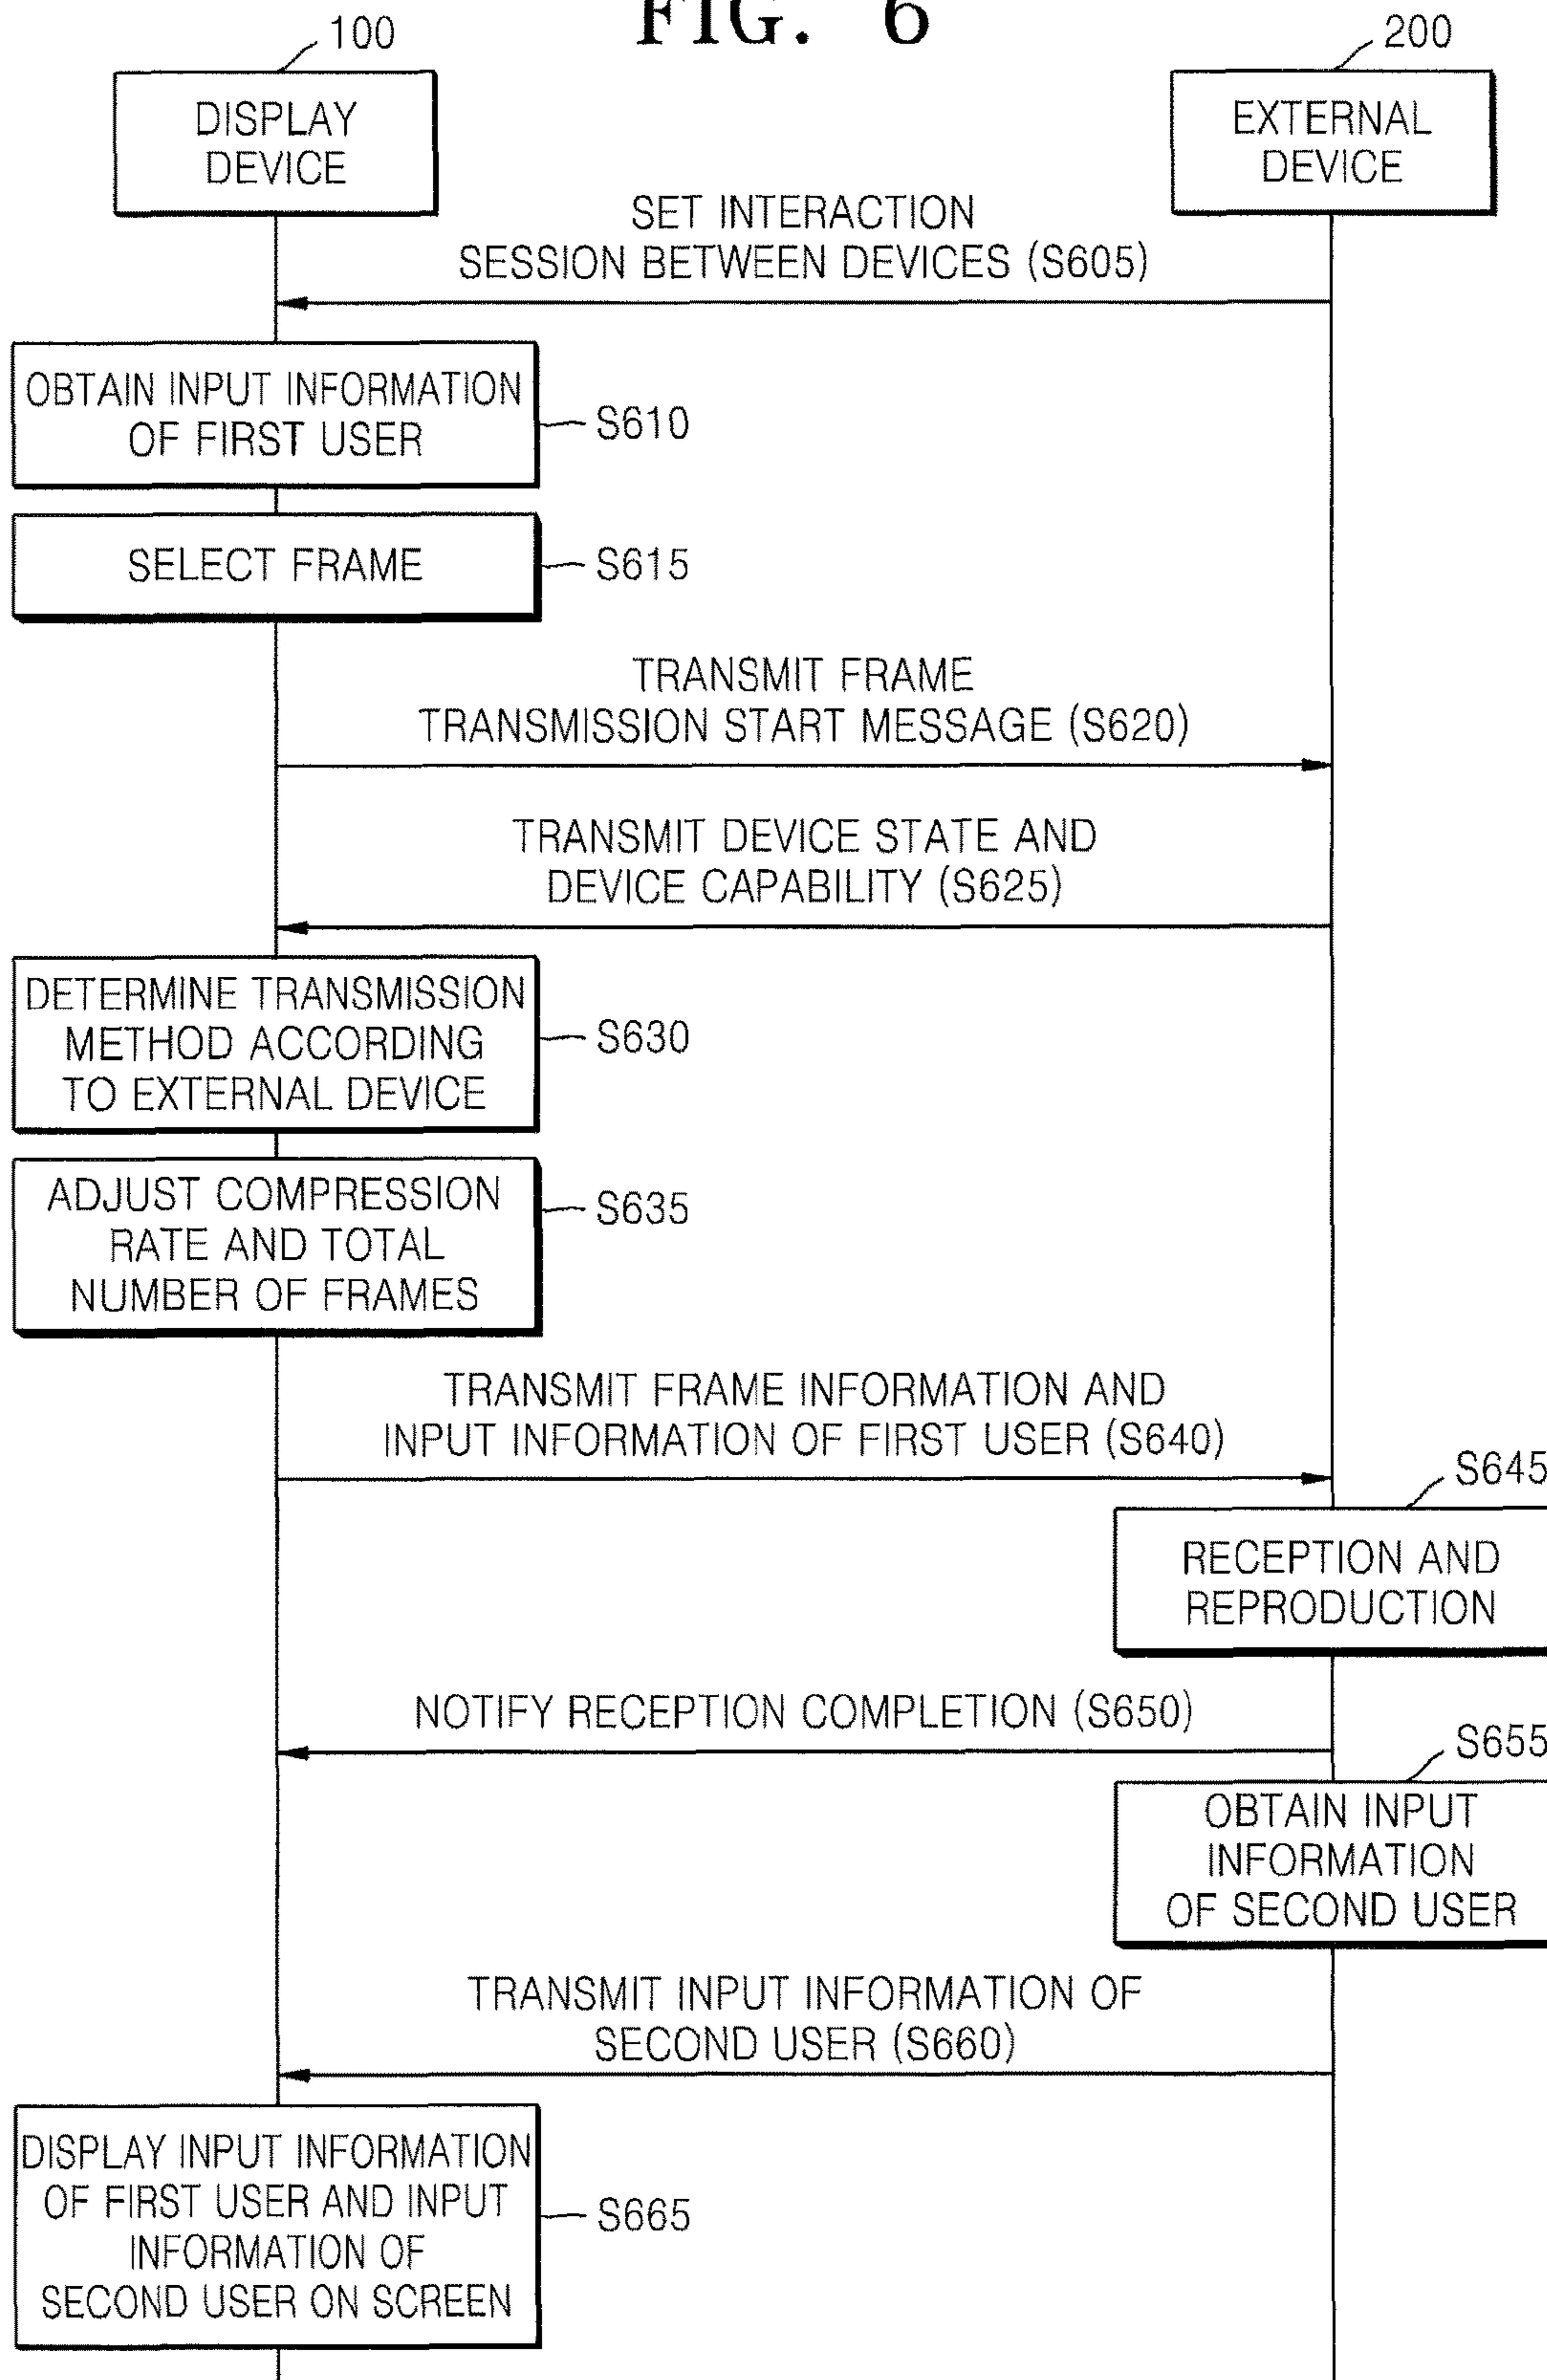 FIG. 6
100
200
DISPLAY
DEVICE
EXTERNAL
DEVICE
SET INTERACTION
SESSION BETWEEN DEVICES (S605)
OBTAIN INPUT INFORMATION
OF FIRST USER
S610
SELECT FRAME
S615
TRANSMIT FRAME
TRANSMISSION START MESSAGE (S620)
TRANSMIT DEVICE STATE AND
DEVICE CAPABILITY (S625)
DETERMINE TRANSMISSION
METHOD ACCORDING
TO EXTERNAL DEVICE
S630
ADJUST COMPRESSION
RATE AND TOTAL
NUMBER OF FRAMES
S635
TRANSMIT FRAME INFORMATION AND
INPUT INFORMATION OF FIRST USER (S640)
S645
RECEPTION AND
REPRODUCTION
NOTIFY RECEPTION COMPLETION (S650)
S655
OBTAIN INPUT
INFORMATION
OF SECOND USER
TRANSMIT INPUT INFORMATION OF
SECOND USER (S660)
DISPLAY INPUT INFORMATION
OF FIRST USER AND INPUT
INFORMATION OF
SECOND USER ON SCREEN
S665